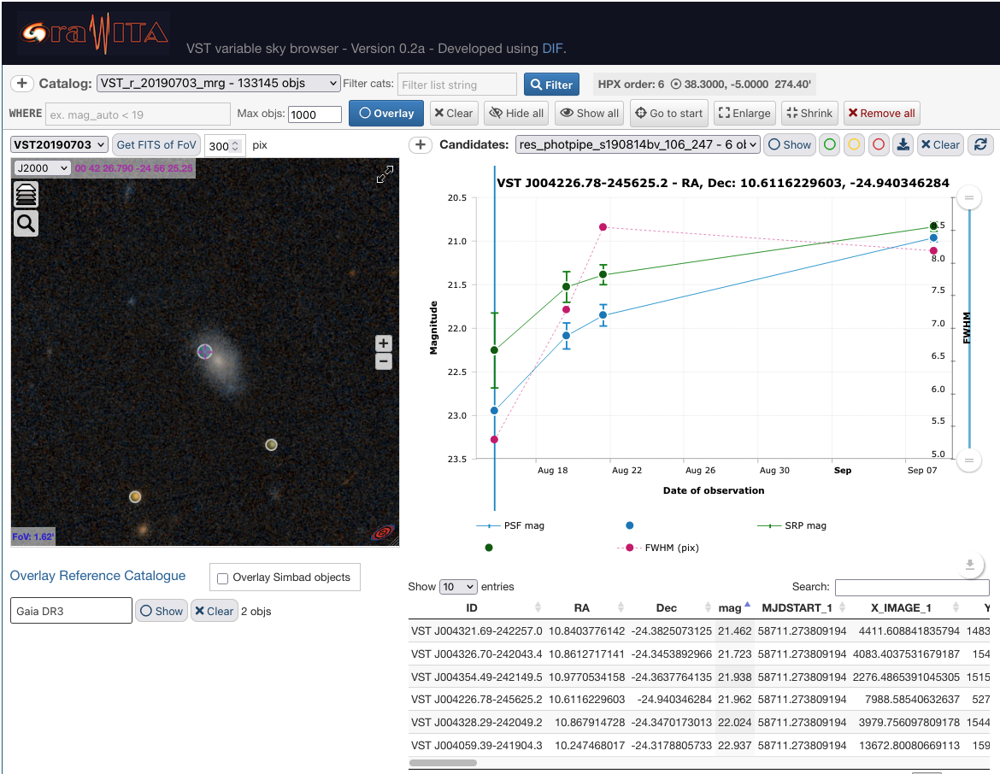 GraWITA
VST variable sky browser - Version 0.2a - Developed using DIF.
Catalog: VST_r_20190703_mrg - 133145 objs Filter cats: Filter list string Filter HPX order: 6 38.3000, -5.0000 274.40'
WHERE ex. mag_auto < 19 Max objs: 1000 Overlay Clear Hide all Show all Go to start Enlarge Shrink Remove all
VST20190703 Get FITS of FoV 300 pix
Candidates: res_photpipe_s190814bv_106_247 - 6 ol Show Clear
J2000 00 42 26.790 -24 56 25.25
FoV: 1.62'
VST J004226.78-245625.2 - RA, Dec: 10.6116229603, -24.940346284
20.5
21.0
21.5
22.0
22.5
23.0
23.5
Magnitude
8.5
8.0
7.5
7.0
6.5
6.0
5.5
5.0
FWHM
Aug 18 Aug 22 Aug 26 Aug 30 Sep Sep 07
Date of observation
PSF mag SRP mag
FWHM (pix)
Overlay Reference Catalogue Overlay Simbad objects
Gaia DR3 Show Clear 2 objs
Show 10 entries Search:
ID RA Dec mag MJDSTART_1 X_IMAGE_1 Y
VST J004321.69-242257.0 10.8403776142 -24.3825073125 21.462 58711.273809194 4411.608841835794 1483
VST J004326.70-242043.4 10.8612717141 -24.3453892966 21.723 58711.273809194 4083.4037531679187 154
VST J004354.49-242149.5 10.9770534158 -24.3637764135 21.938 58711.273809194 2276.4865391045305 1515
VST J004226.78-245625.2 10.6116229603 -24.940346284 21.962 58711.273809194 7988.58540632637 527
VST J004328.29-242049.2 10.867914728 -24.3470173013 22.024 58711.273809194 3979.756097809178 1544
VST J004059.39-241904.3 10.247468017 -24.3178805733 22.937 58711.273809194 13672.80080669113 159